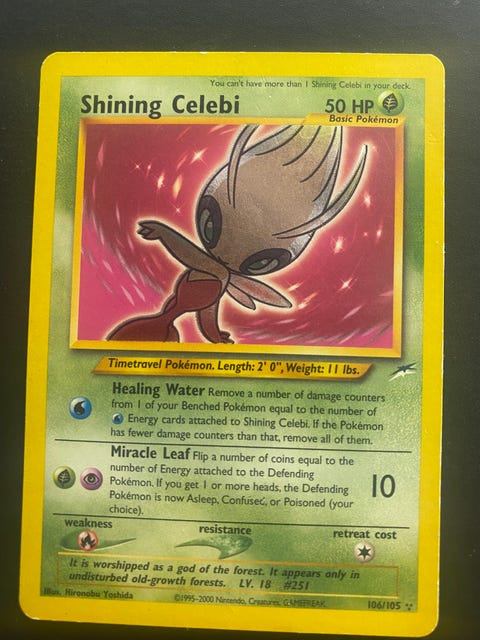 You can't have more than 1 Shining Celebi in your deck.
Shining Celebi 50 HP
Basic Pokémon
Timetravel Pokémon. Length: 2' 0", Weight: 11 lbs.
Healing Water Remove a number of damage counters
from 1 of your Benched Pokémon equal to the number of
Energy cards attached to Shining Celebi. If the Pokémon
has fewer damage counters than that, remove all of them.
Miracle Leaf Flip a number of coins equal to the
number of Energy attached to the Defending
Pokémon. If you get 1 or more heads, the Defending
Pokémon is now Asleep, Confused, or Poisoned (your
choice).
10
weakness resistance retreat cost
It is worshipped as a god of the forest. It appears only in
undisturbed old-growth forests. LV. 18 #251
Illus. Hironobu Yoshida ©1995-2000 Nintendo, Creatures, GAMEFREAK. 106/105